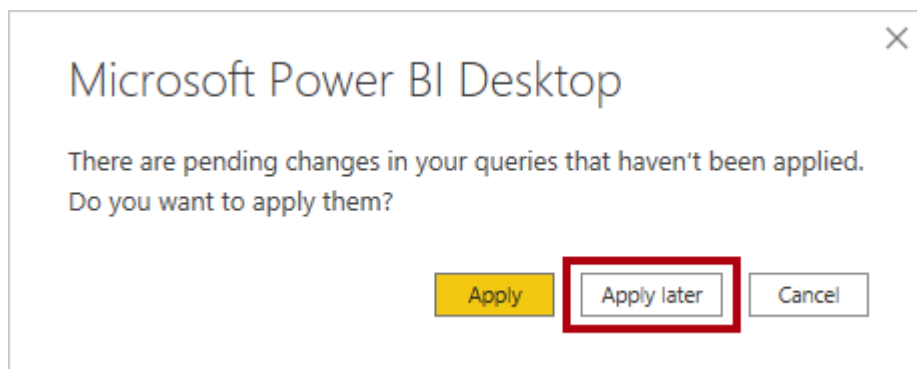 Microsoft Power BI Desktop
There are pending changes in your queries that haven't been applied.
Do you want to apply them?
Apply
Apply later
Cancel